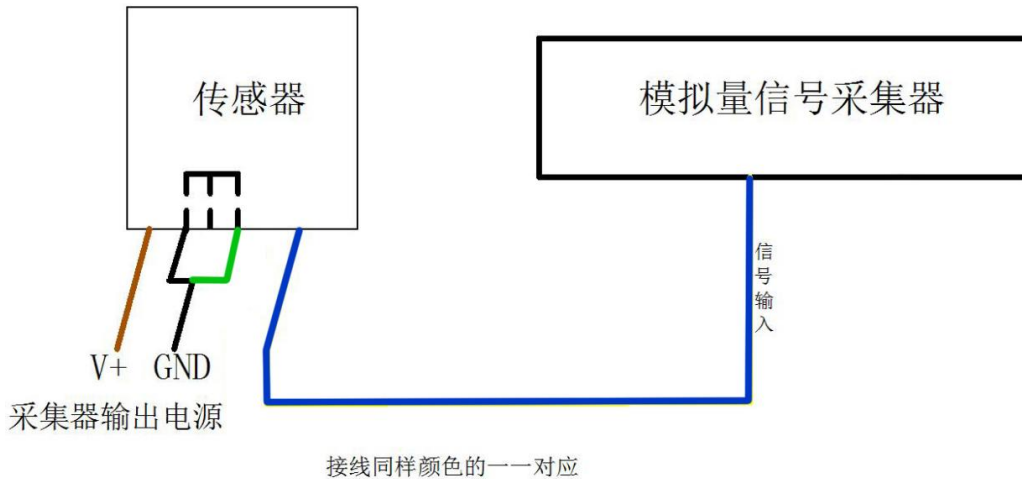 传感器
模拟量信号采集器
信号输入
V+ GND
采集器输出电源
接线同样颜色的一一对应